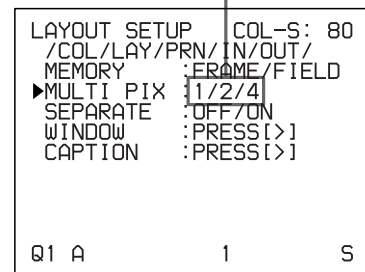 LAYOUT SETUP COL-S: 80
/COL/LAY/PRN/IN/OUT/
MEMORY :FRAME/FIELD
▶MULTI PIX :1/2/4
SEPARATE :OFF/ON
WINDOW :PRESS[>]
CAPTION :PRESS[>]
Q1 A 1 S